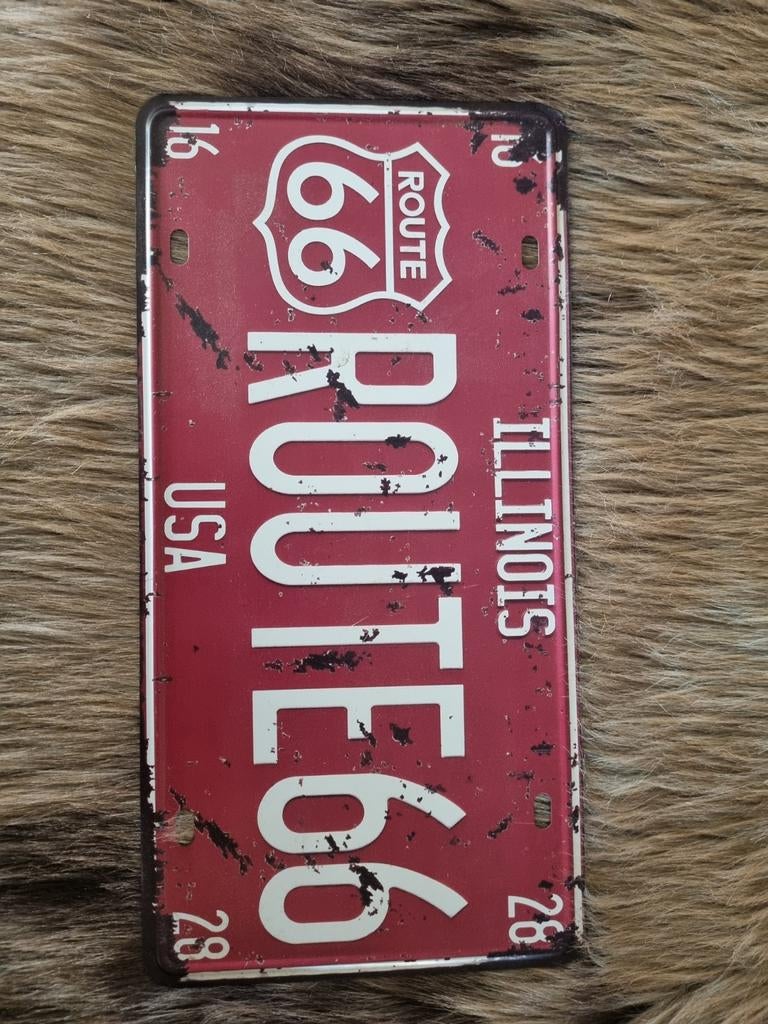 ILLINOIS 28
ROUTE
66
ROUTE66
16 USA 28